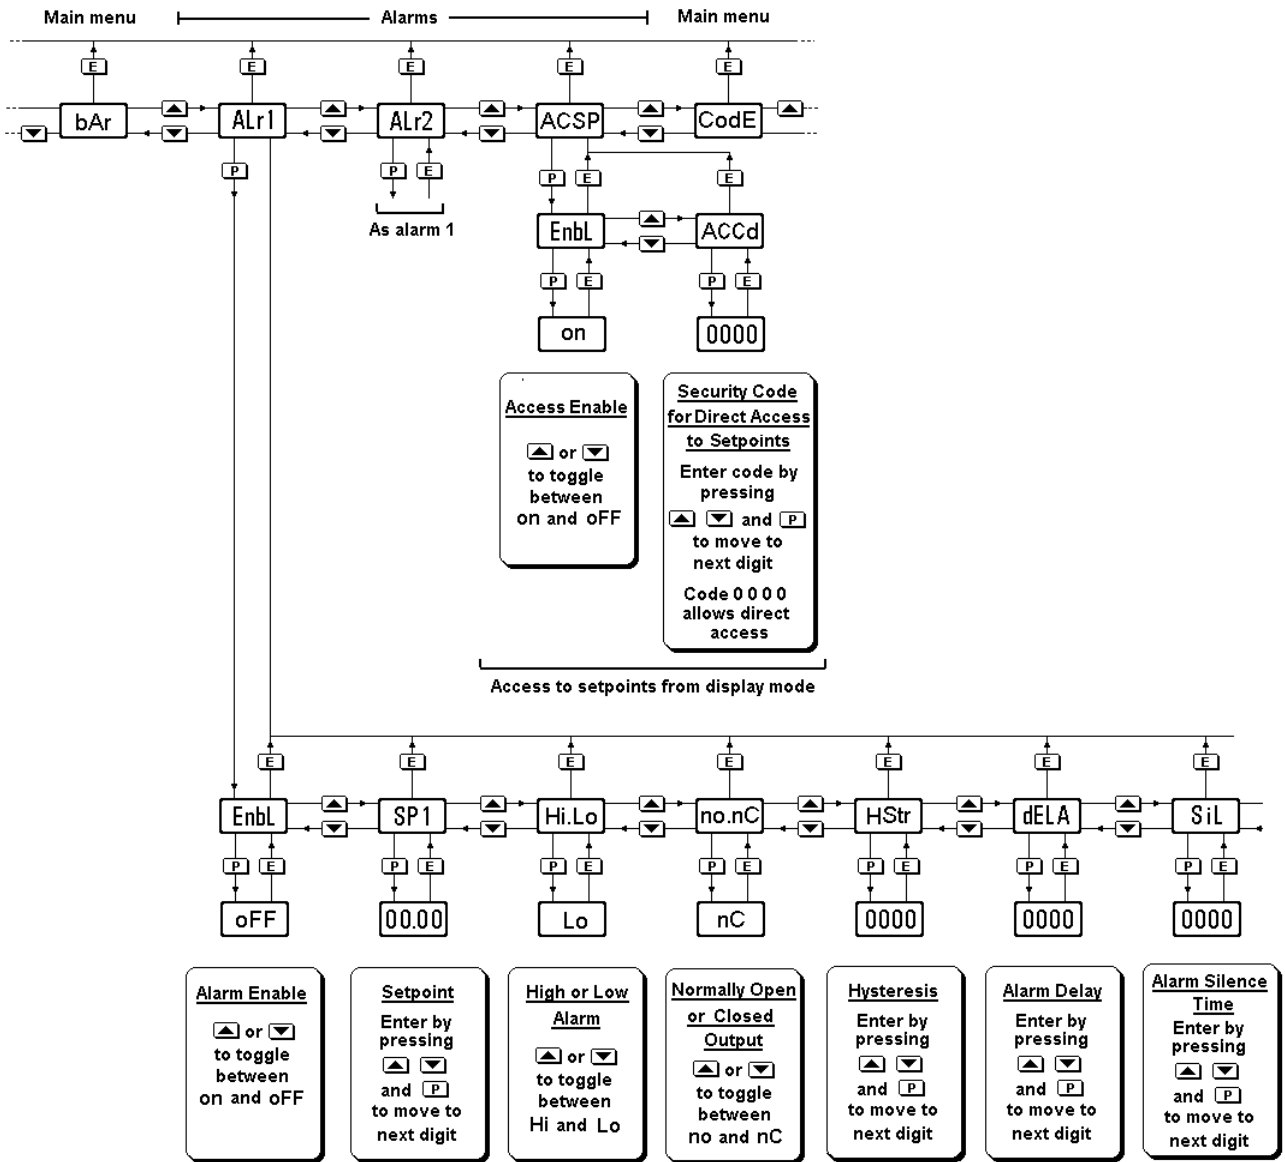 Main menu
Alarms
Main menu
E
E
E
E
E
bAr
ALr1
ALr2
ACSP
CodE
P
P
E
P
E
E
As alarm 1
EnbL
ACCd
P
E
P
E
on
0000
Access Enable
or
to toggle
between
on and oFF
Security Code
for Direct Access
to Setpoints
Enter code by
pressing
and P
to move to
next digit
Code 0 0 0 0
allows direct
access
Access to setpoints from display mode
E
E
E
E
E
E
E
EnbL
SP1
Hi.Lo
no.nC
HStr
dELA
SiL
P
E
P
E
P
E
P
E
P
E
P
E
P
E
oFF
00.00
Lo
nC
0000
0000
0000
Alarm Enable
or
to toggle
between
on and oFF
Setpoint
Enter by
pressing
and P
to move to
next digit
High or Low
Alarm
or
to toggle
between
Hi and Lo
Normally Open
or Closed
Output
or
to toggle
between
no and nC
Hysteresis
Enter by
pressing
and P
to move to
next digit
Alarm Delay
Enter by
pressing
and P
to move to
next digit
Alarm Silence
Time
Enter by
pressing
and P
to move to
next digit